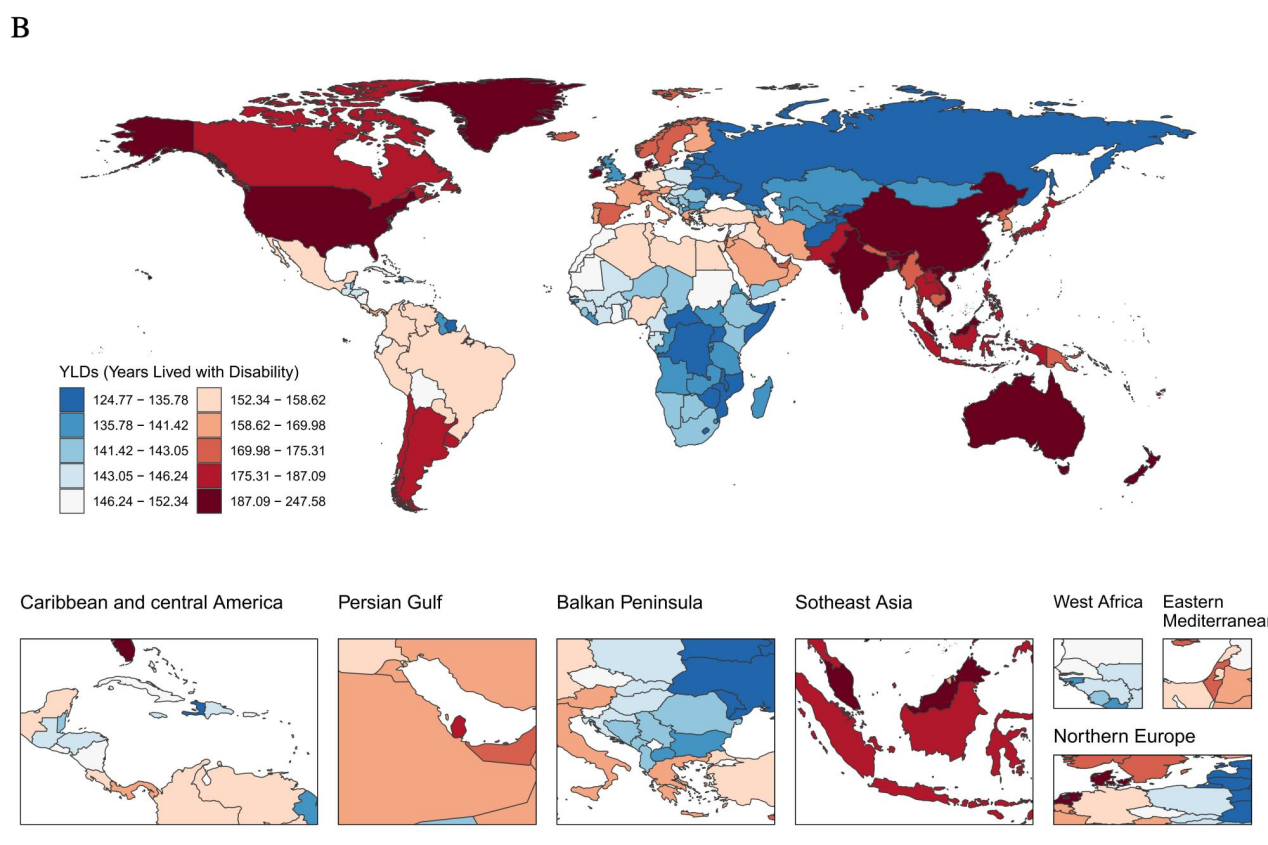 B
YLDs (Years Lived with Disability)
124.77 − 135.78
135.78 − 141.42
141.42 − 143.05
143.05 − 146.24
146.24 − 152.34
152.34 − 158.62
158.62 − 169.98
169.98 − 175.31
175.31 − 187.09
187.09 − 247.58
Caribbean and central America
Persian Gulf
Balkan Peninsula
Sotheast Asia
West Africa
Eastern
Mediterranear
Northern Europe